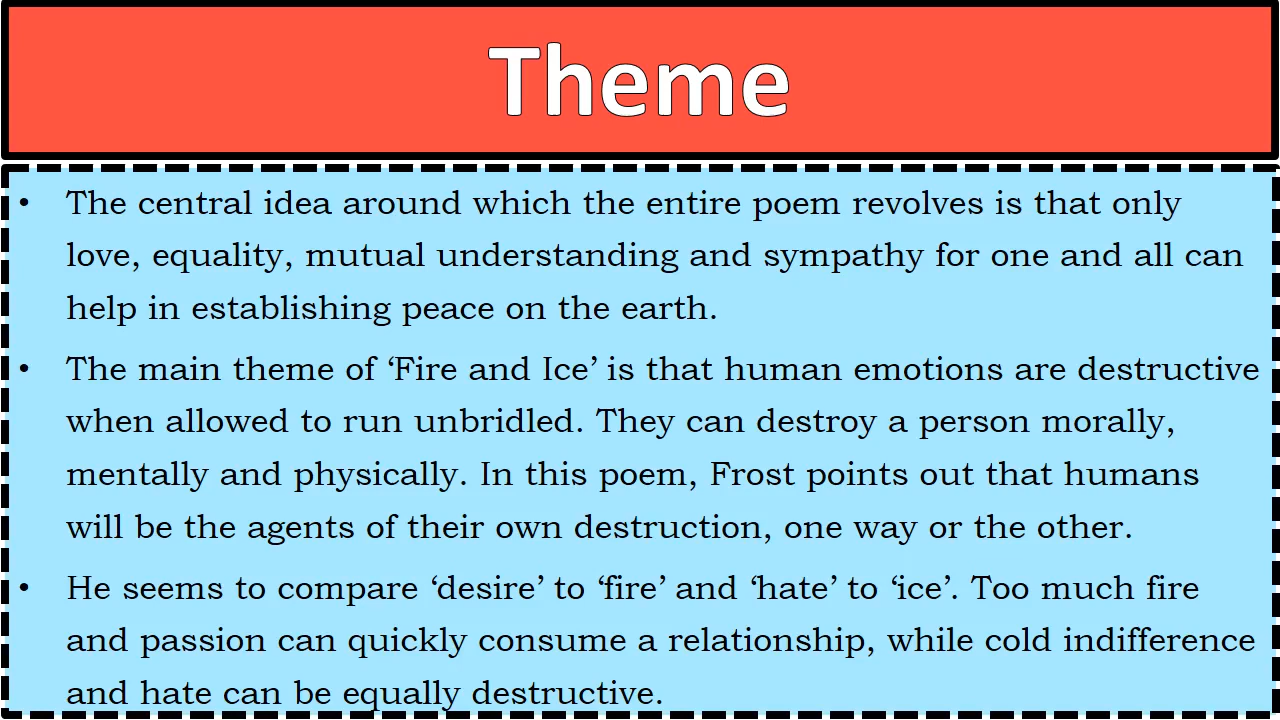 Theme
• The central idea around which the entire poem revolves is that only
love, equality, mutual understanding and sympathy for one and all can
help in establishing peace on the earth.
• The main theme of ‘Fire and Ice’ is that human emotions are destructive
when allowed to run unbridled. They can destroy a person morally,
mentally and physically. In this poem, Frost points out that humans
will be the agents of their own destruction, one way or the other.
• He seems to compare ‘desire’ to ‘fire’ and ‘hate’ to ‘ice’. Too much fire
and passion can quickly consume a relationship, while cold indifference
and hate can be equally destructive.